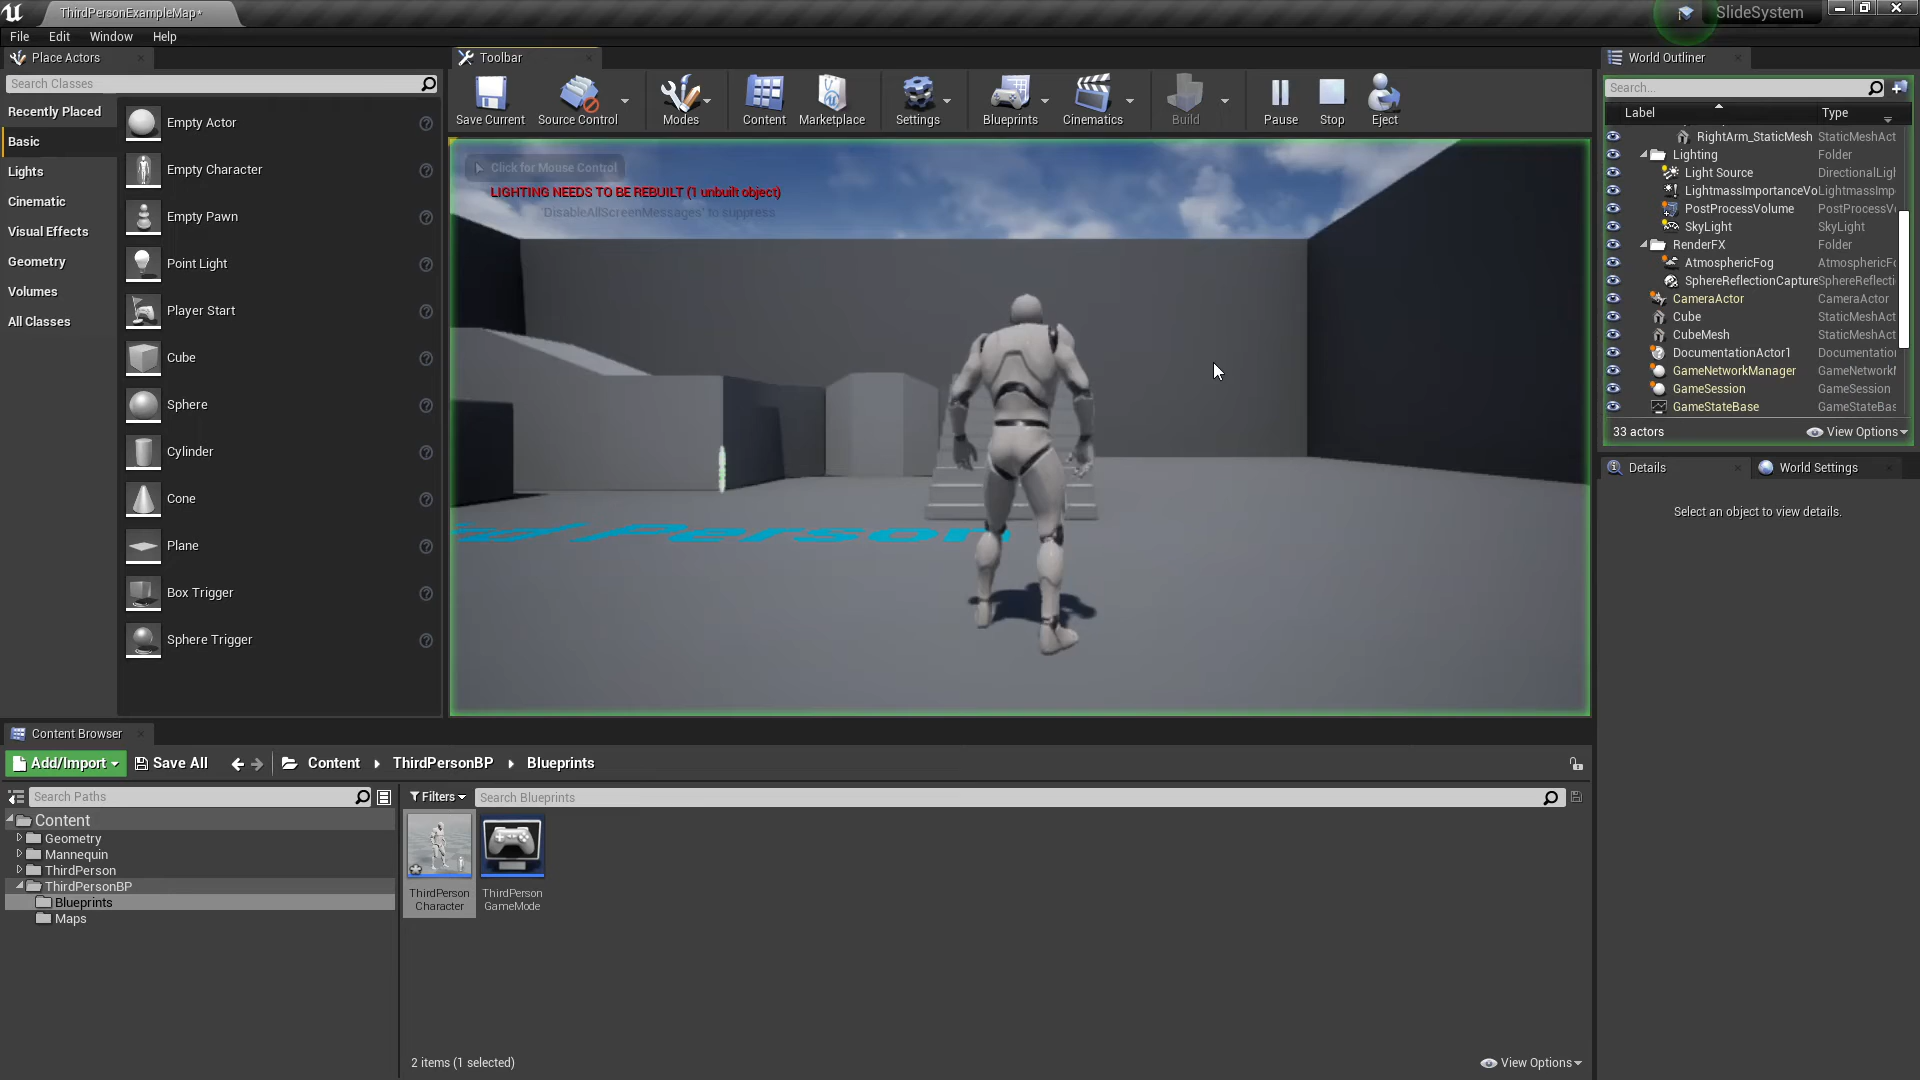 ThirdPersonExampleMap*
SlideSystem
File Edit Window Help
Place Actors
Search Classes
Recently Placed
Basic
Lights
Cinematic
Visual Effects
Geometry
Volumes
All Classes
Empty Actor
Empty Character
Empty Pawn
Point Light
Player Start
Cube
Sphere
Cylinder
Cone
Plane
Box Trigger
Sphere Trigger
Toolbar
Save Current Source Control Modes Content Marketplace Settings Blueprints Cinematics Build Pause Stop Eject
Click for Mouse Control
LIGHTING NEEDS TO BE REBUILT (1 unbuilt object)
'DisableAllScreenMessages' to suppress
Person
World Outliner
Search...
Label Type
RightArm_StaticMesh StaticMeshAct
Lighting Folder
Light Source DirectionalLigh
LightmassImportanceVo LightmassImp
PostProcessVolume PostProcessVo
SkyLight SkyLight
RenderFX Folder
AtmosphericFog AtmosphericFo
SphereReflectionCapture SphereReflecti
CameraActor CameraActor
Cube StaticMeshAct
CubeMesh StaticMeshAct
DocumentationActor1 Documentation
GameNetworkManager GameNetworkM
GameSession GameSession
GameStateBase GameStateBas
33 actors View Options
Details World Settings
Select an object to view details.
Content Browser
Add/Import Save All Content ThirdPersonBP Blueprints
Search Paths
Content
Geometry
Mannequin
ThirdPerson
ThirdPersonBP
Blueprints
Maps
Filters Search Blueprints
ThirdPerson
Character
ThirdPerson
GameMode
2 items (1 selected) View Options